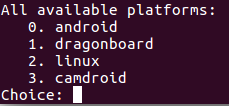 All available platforms:
0. android
1. dragonboard
2. linux
3. camdroid
Choice: